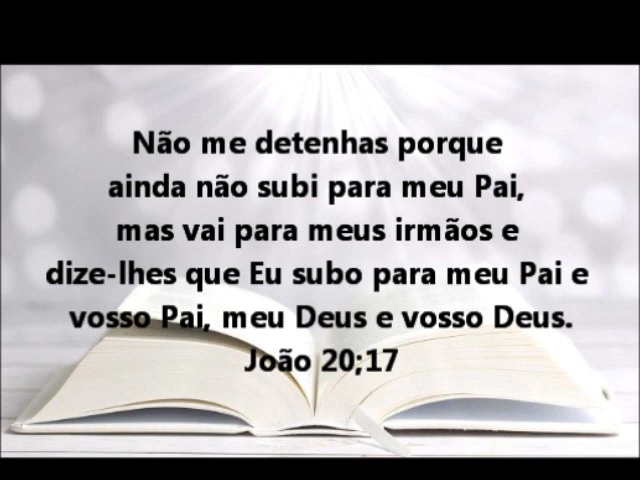 Não me detenhas porque
ainda não subi para meu Pai,
mas vai para meus irmãos e
dize-lhes que Eu subo para meu Pai e
vosso Pai, meu Deus e vosso Deus.
João 20;17